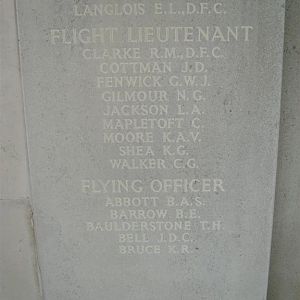 LANGLOIS E.L., D.F.C.
FLIGHT LIEUTENANT
CLARKE R.M., D.F.C.
COTTMAN J.D.
FENWICK C.W.J.
GILMOUR N.G.
JACKSON L.A.
MAPLETOFT C.
MOORE K.A.V.
SHEA K.G.
WALKER C.G.
FLYING OFFICER
ABBOTT B.A.S.
BARROW B.E.
BAULDERSTONE T.H.
BELL J.D.C.
BRUCE K.R.